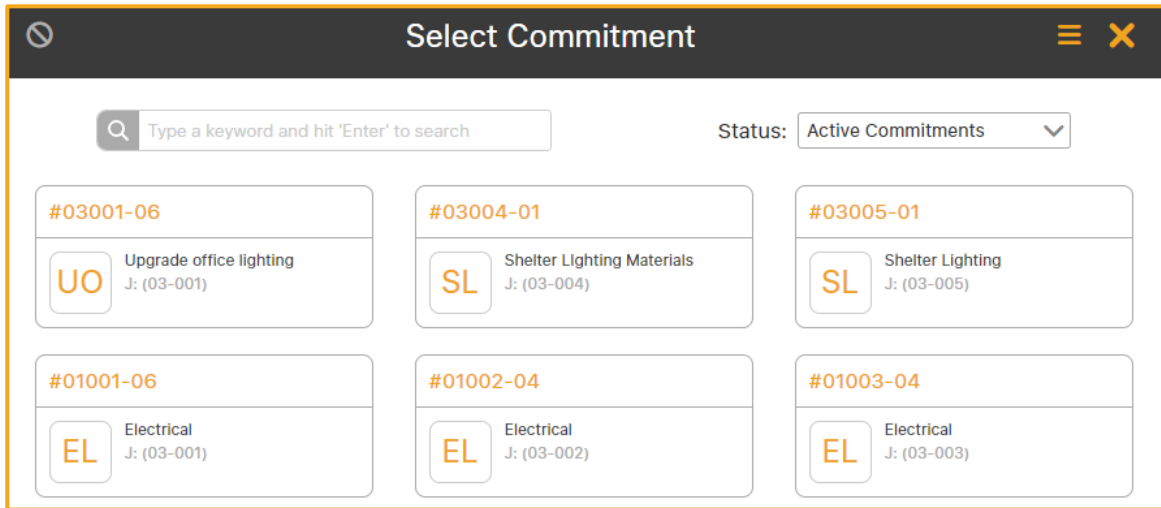 Select Commitment
Type a keyword and hit 'Enter' to search
Status: Active Commitments
#03001-06
UO
Upgrade office lighting
J: (03-001)
#03004-01
SL
Shelter Lighting Materials
J: (03-004)
#03005-01
SL
Shelter Lighting
J: (03-005)
#01001-06
EL
Electrical
J: (03-001)
#01002-04
EL
Electrical
J: (03-002)
#01003-04
EL
Electrical
J: (03-003)